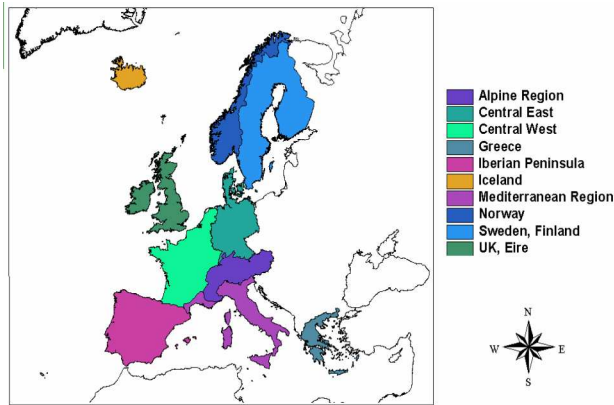 Alpine Region
Central East
Central West
Greece
Iberian Peninsula
Iceland
Mediterranean Region
Norway
Sweden, Finland
UK, Eire
N
W E
S